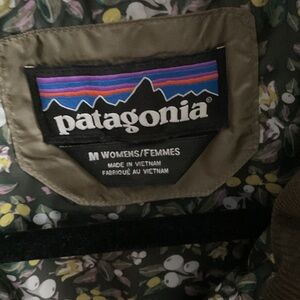 patagonia®
M WOMENS/FEMMES
MADE IN VIETNAM
FABRIQUÉ AU VIETNAM